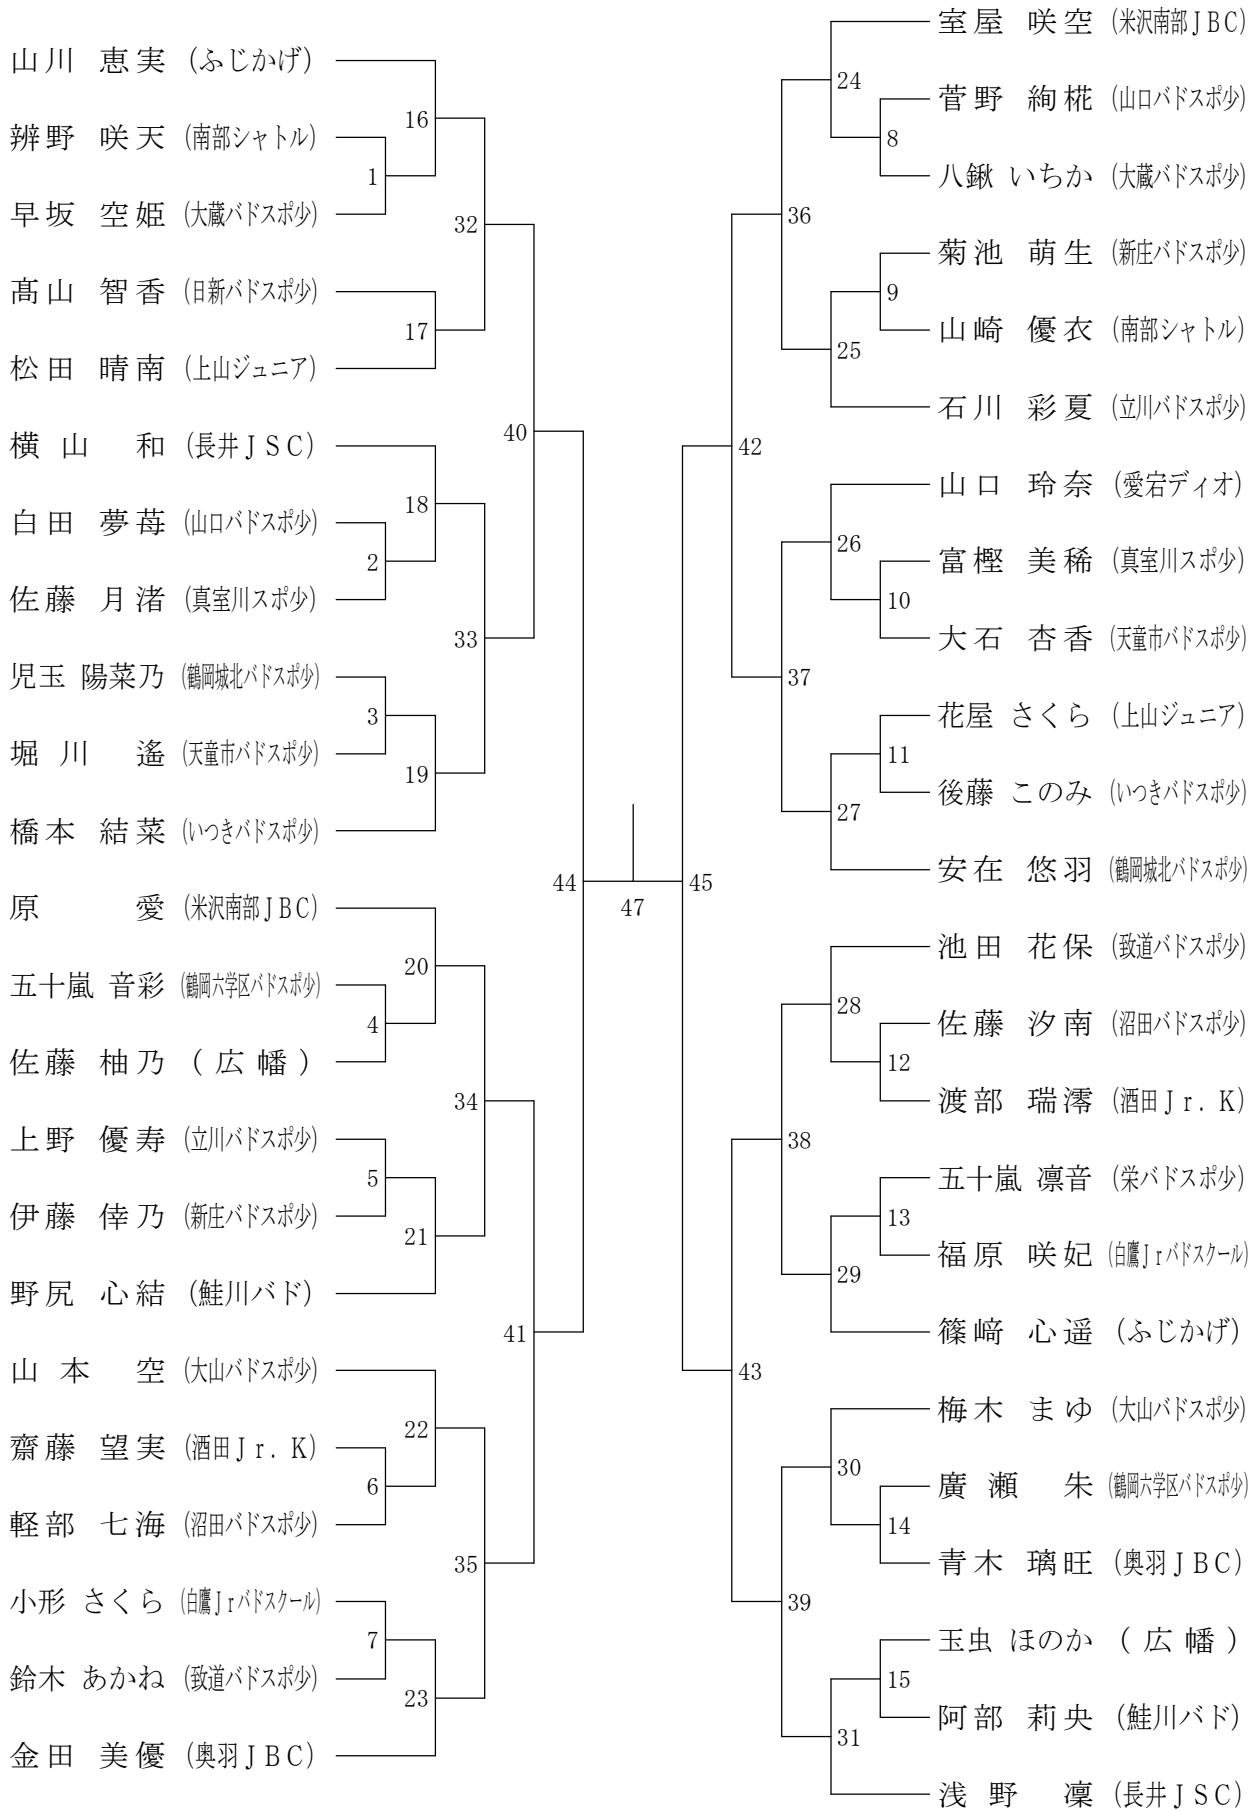 山川 恵実 (ふじかげ)
辨野 咲天 (南部シャトル)
早坂 空姫 (大蔵バドスポ少)
髙山 智香 (日新バドスポ少)
松田 晴南 (上山ジュニア)
横山 和 (長井JSC)
白田 夢苺 (山口バドスポ少)
佐藤 月渚 (真室川スポ少)
児玉 陽菜乃 (鶴岡城北バドスポ少)
堀川 遙 (天童市バドスポ少)
橋本 結菜 (いつきバドスポ少)
原 愛 (米沢南部JBC)
五十嵐 音彩 (鶴岡六学区バドスポ少)
佐藤 柚乃 (広幡)
上野 優寿 (立川バドスポ少)
伊藤 倖乃 (新庄バドスポ少)
野尻 心結 (鮭川バド)
山本 空 (大山バドスポ少)
齋藤 望実 (酒田Jr.K)
軽部 七海 (沼田バドスポ少)
小形 さくら (白鷹Jrバドスクール)
鈴木 あかね (致道バドスポ少)
金田 美優 (奥羽JBC)
1
2
3
4
5
6
7
16
17
18
19
20
21
22
23
32
33
34
35
40
41
44
47
45
42
43
36
37
38
39
24
25
26
27
28
29
30
31
8
9
10
11
12
13
14
15
室屋 咲空 (米沢南部JBC)
菅野 絢椛 (山口バドスポ少)
八鍬 いちか (大蔵バドスポ少)
菊池 萌生 (新庄バドスポ少)
山崎 優衣 (南部シャトル)
石川 彩夏 (立川バドスポ少)
山口 玲奈 (愛宕ディオ)
富樫 美稀 (真室川スポ少)
大石 杏香 (天童市バドスポ少)
花屋 さくら (上山ジュニア)
後藤 このみ (いつきバドスポ少)
安在 悠羽 (鶴岡城北バドスポ少)
池田 花保 (致道バドスポ少)
佐藤 汐南 (沼田バドスポ少)
渡部 瑞澪 (酒田Jr.K)
五十嵐 凛音 (栄バドスポ少)
福原 咲妃 (白鷹Jrバドスクール)
篠﨑 心遥 (ふじかげ)
梅木 まゆ (大山バドスポ少)
廣瀬 朱 (鶴岡六学区バドスポ少)
青木 璃旺 (奥羽JBC)
玉虫 ほのか (広幡)
阿部 莉央 (鮭川バド)
浅野 凜 (長井JSC)